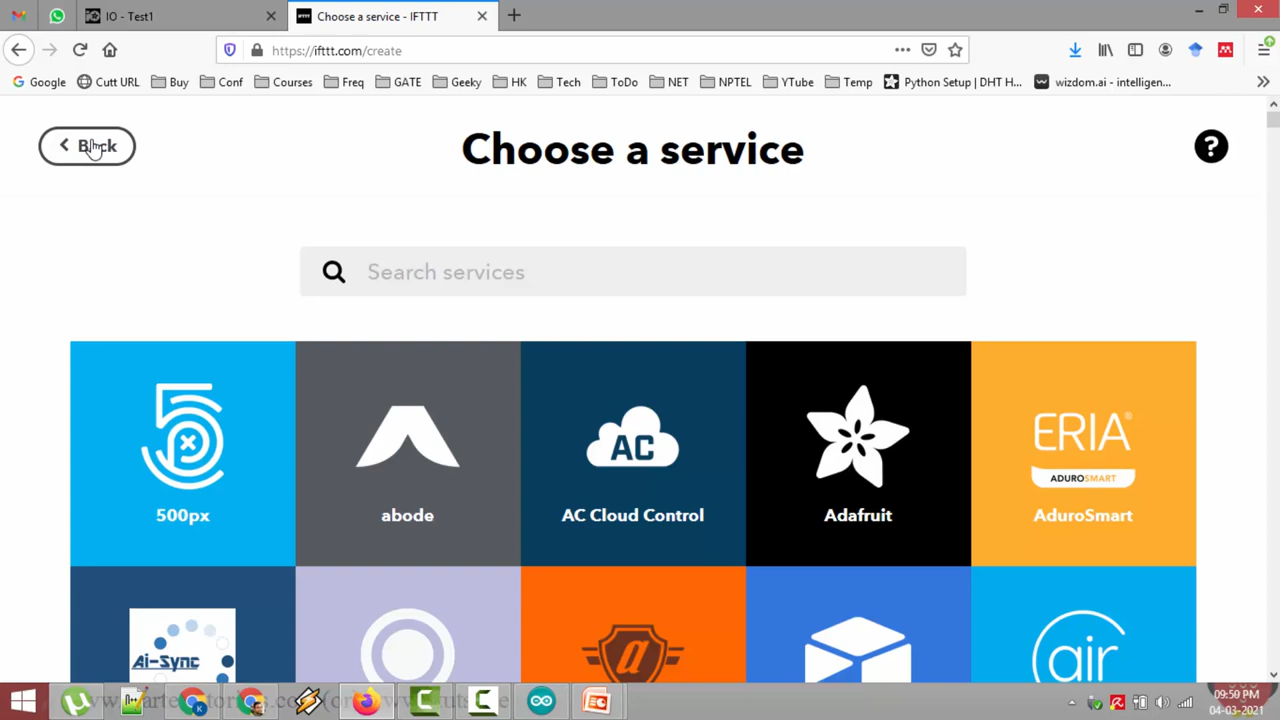 IO - Test1
Choose a service - IFTTT
https://ifttt.com/create
Google
Cutt URL
Buy
Conf
Courses
Freq
GATE
Geeky
HK
Tech
ToDo
NET
NPTEL
YTube
Temp
Python Setup | DHT H...
wizdom.ai - intelligen...
Back
Choose a service
?
Search services
500px
abode
AC
AC Cloud Control
Adafruit
ERIA
ADUROSMART
AduroSmart
Ai-Sync
a
air
09:50 PM
04-03-2021